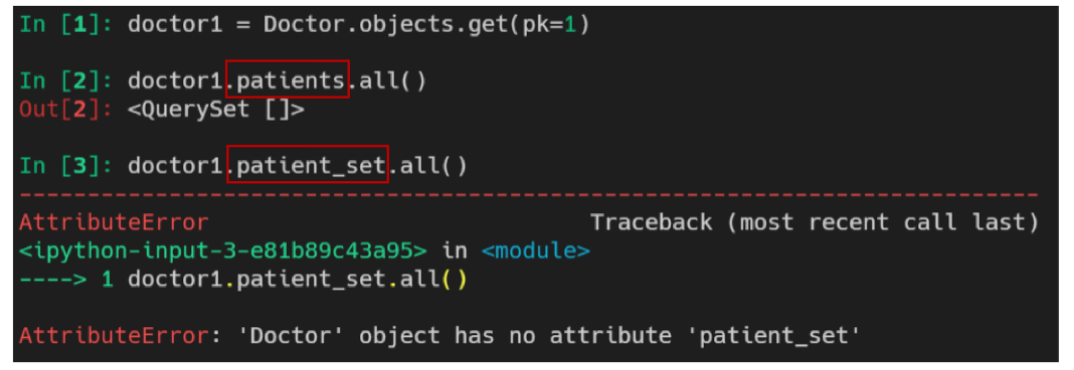 In [1]: doctor1 = Doctor.objects.get(pk=1)
In [2]: doctor1.patients.all()
Out[2]: <QuerySet []>
In [3]: doctor1.patient_set.all()
---------------------------------------------------------------------------
AttributeError                            Traceback (most recent call last)
<ipython-input-3-e81b89c43a95> in <module>
----> 1 doctor1.patient_set.all()
AttributeError: 'Doctor' object has no attribute 'patient_set'